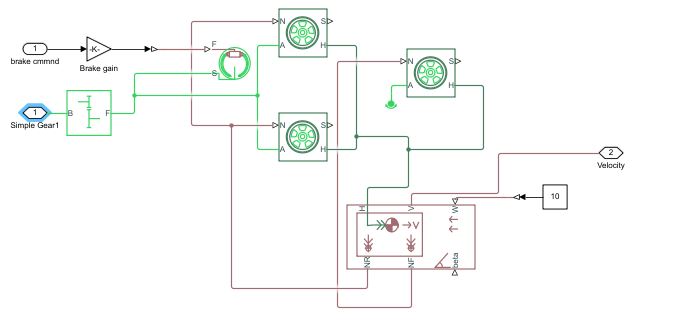 N S
A H
1
brake cmmnd
-K-
Brake gain
F
S
N S
A H
1
Simple Gear1
B F
N S
A H
2
Velocity
10
H V W
V
NR NF beta